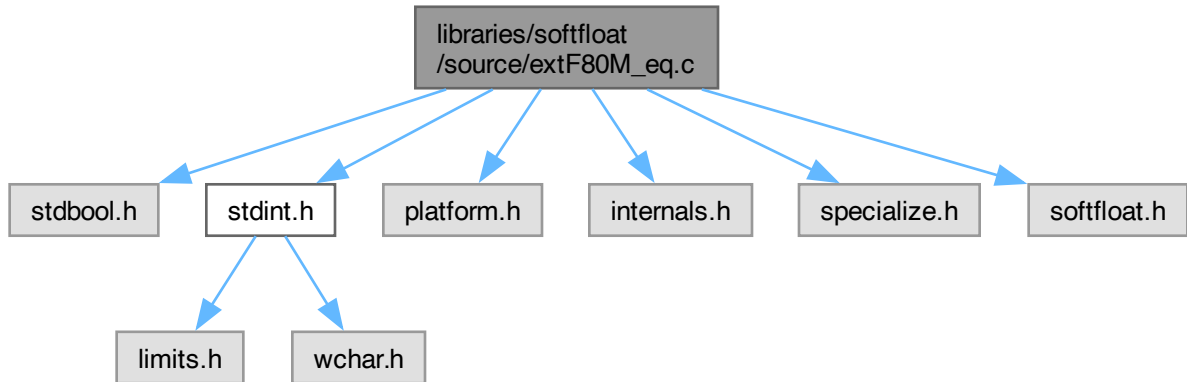 libraries/softfloat
/source/extF80M_eq.c
stdbool.h
stdint.h
platform.h
internals.h
specialize.h
softfloat.h
limits.h
wchar.h